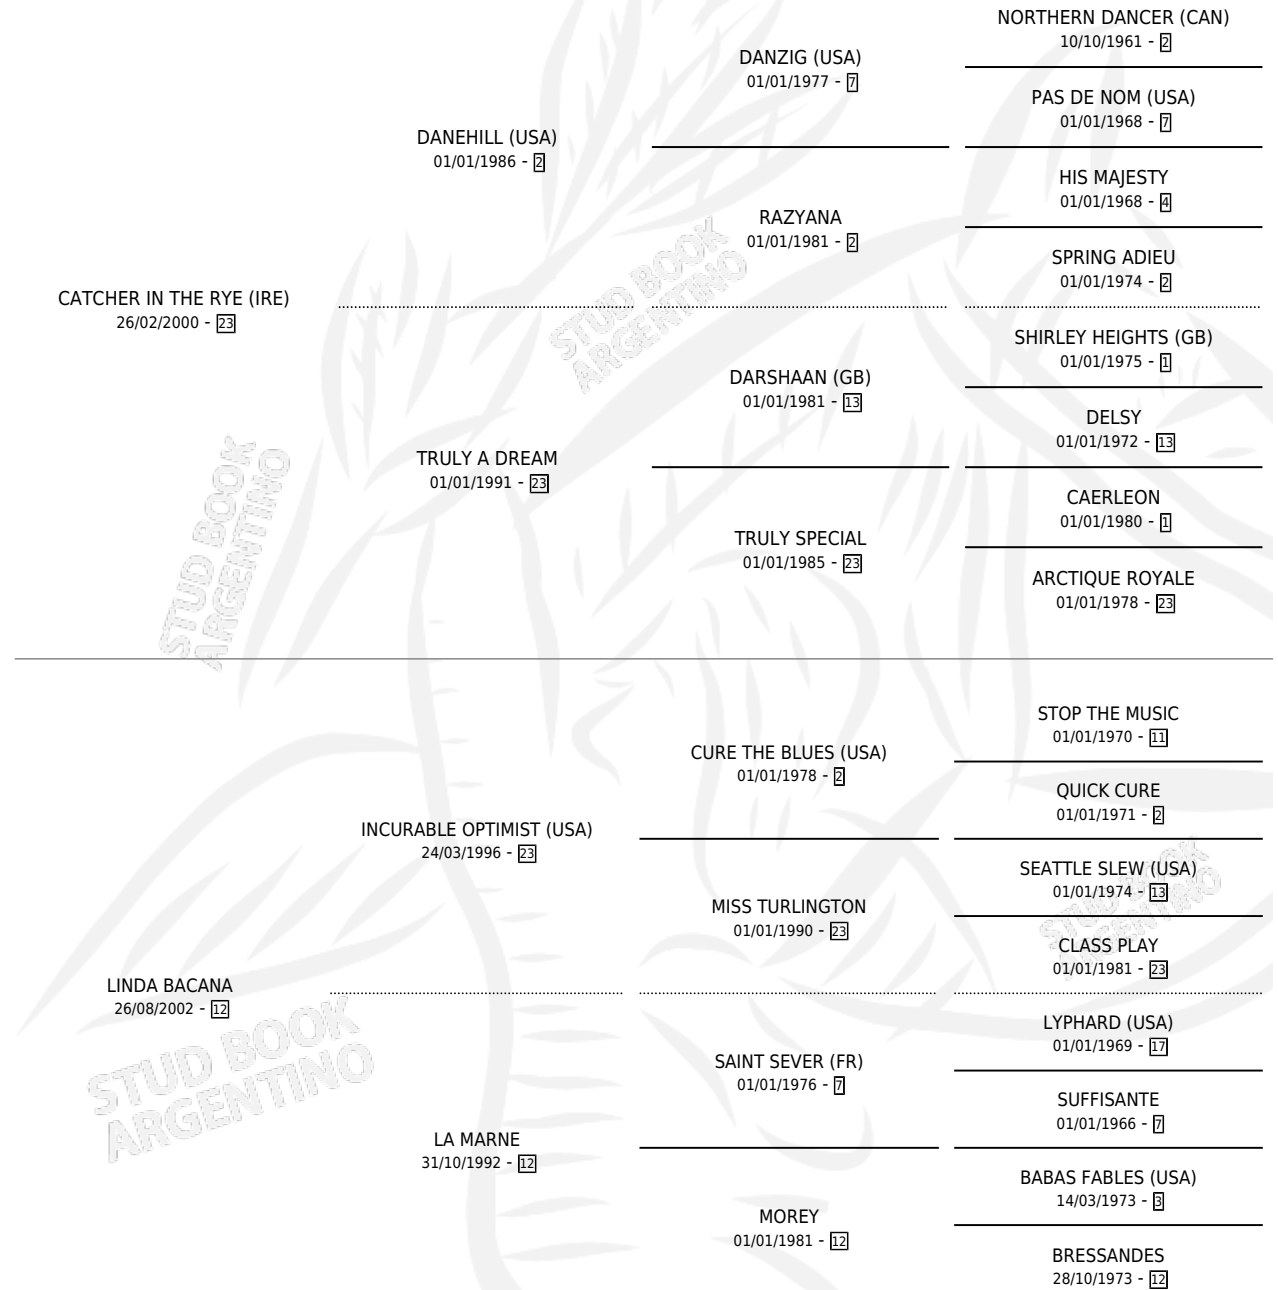 NORTHERN DANCER (CAN)
10/10/1961 - 2
DANZIG (USA)
01/01/1977 - 7
PAS DE NOM (USA)
01/01/1968 - 7
DANEHILL (USA)
01/01/1986 - 2
HIS MAJESTY
01/01/1968 - 4
RAZYANA
01/01/1981 - 2
SPRING ADIEU
01/01/1974 - 2
CATCHER IN THE RYE (IRE)
26/02/2000 - 23
SHIRLEY HEIGHTS (GB)
01/01/1975 - 1
DARSHAAN (GB)
01/01/1981 - 13
DELSY
01/01/1972 - 13
TRULY A DREAM
01/01/1991 - 23
CAERLEON
01/01/1980 - 1
TRULY SPECIAL
01/01/1985 - 23
ARCTIQUE ROYALE
01/01/1978 - 23
STUD BOOK
ARGENTINO
STUD BOOK
ARGENTINO
STOP THE MUSIC
01/01/1970 - 11
CURE THE BLUES (USA)
01/01/1978 - 2
QUICK CURE
01/01/1971 - 2
INCURABLE OPTIMIST (USA)
24/03/1996 - 23
SEATTLE SLEW (USA)
01/01/1974 - 13
MISS TURLINGTON
01/01/1990 - 23
CLASS PLAY
01/01/1981 - 23
LINDA BACANA
26/08/2002 - 12
LYPHARD (USA)
01/01/1969 - 17
SAINT SEVER (FR)
01/01/1976 - 7
SUFFISANTE
01/01/1966 - 7
LA MARNE
31/10/1992 - 12
BABAS FABLES (USA)
14/03/1973 - 3
MOREY
01/01/1981 - 12
BRESSANDES
28/10/1973 - 12
STUD BOOK
ARGENTINO
STUD BOOK
ARGENTINO